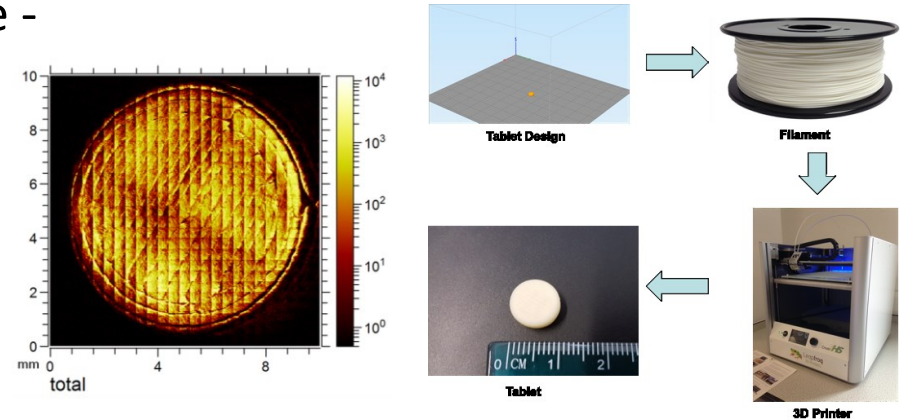 e -
10
8
6
4
2
0
mm
0
4
8
total
10⁴
10³
10²
10¹
10⁰
Tablet Design
Filament
0 CM 1 2
Tablet
3D Printer